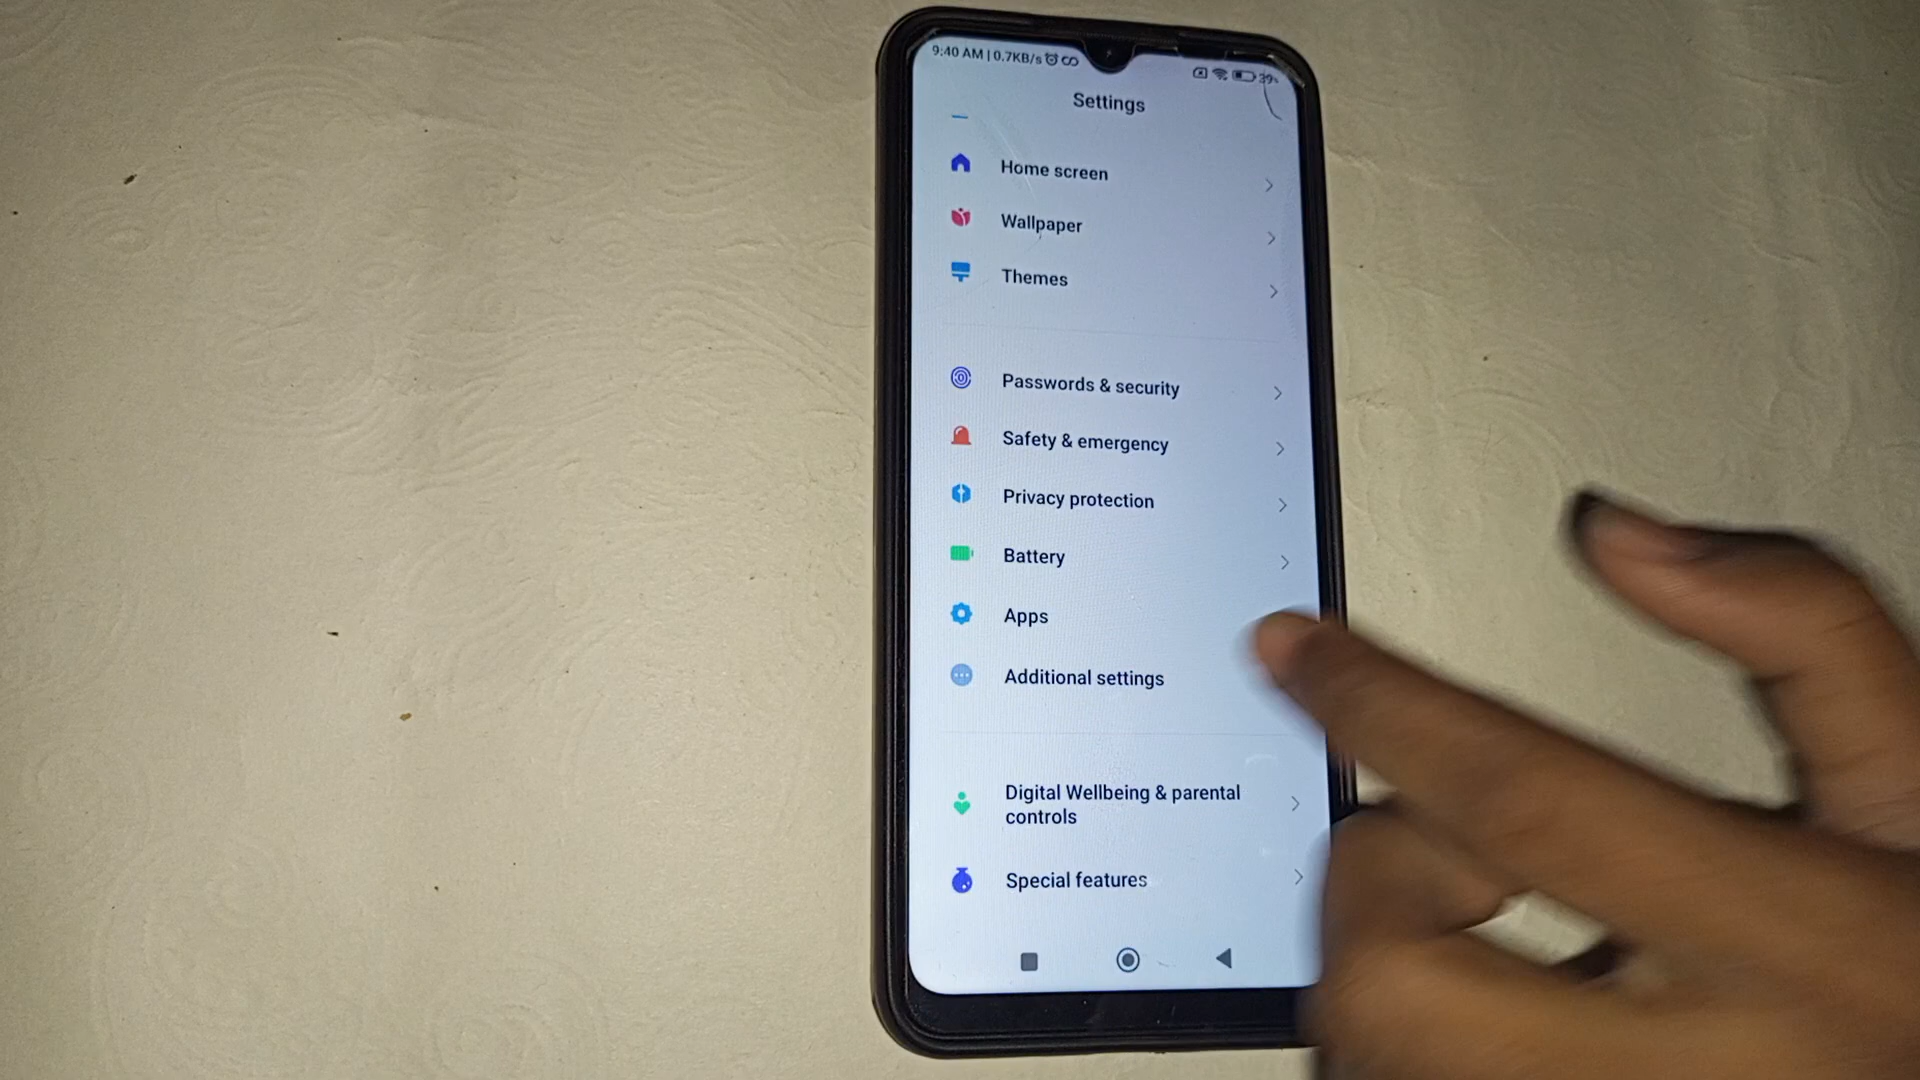 9:40 AM | 0.7KB/s
39%
Settings
Home screen
Wallpaper
Themes
Passwords & security
Safety & emergency
Privacy protection
Battery
Apps
Additional settings
Digital Wellbeing & parental
controls
Special features